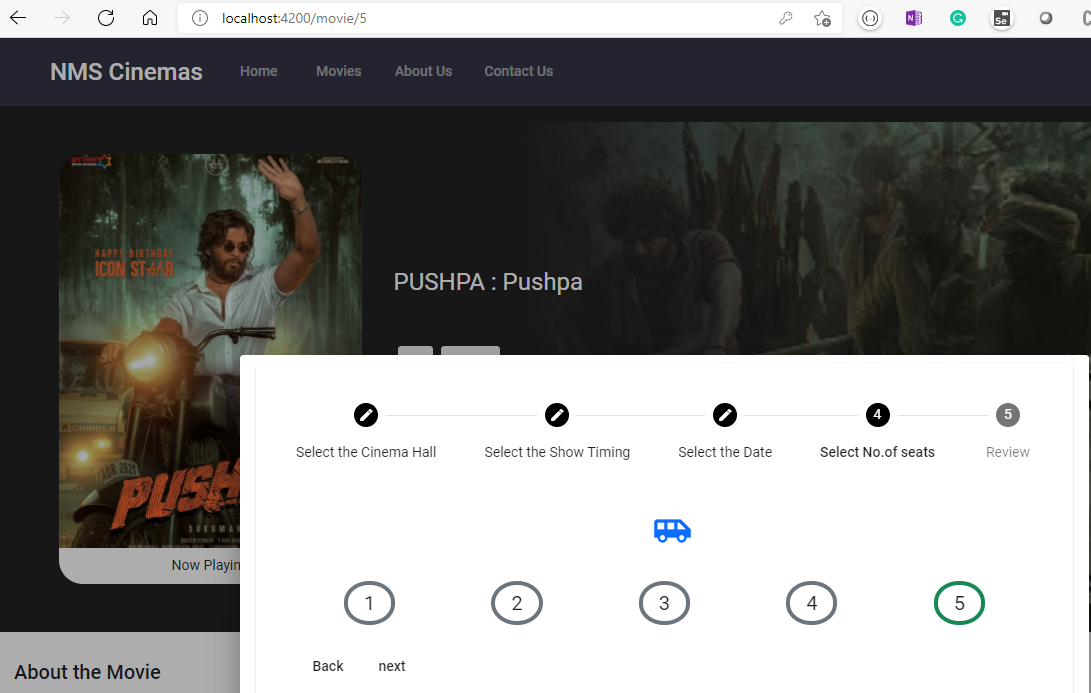 localhost:4200/movie/5
NMS Cinemas Home Movies About Us Contact Us
HAPPY BIRTHDAY
ICON STAAR
PUSHPA : Pushpa
4 5
Select the Cinema Hall Select the Show Timing Select the Date Select No.of seats Review
SUKUMAR
Now Playin
1 2 3 4 5
Back next
About the Movie